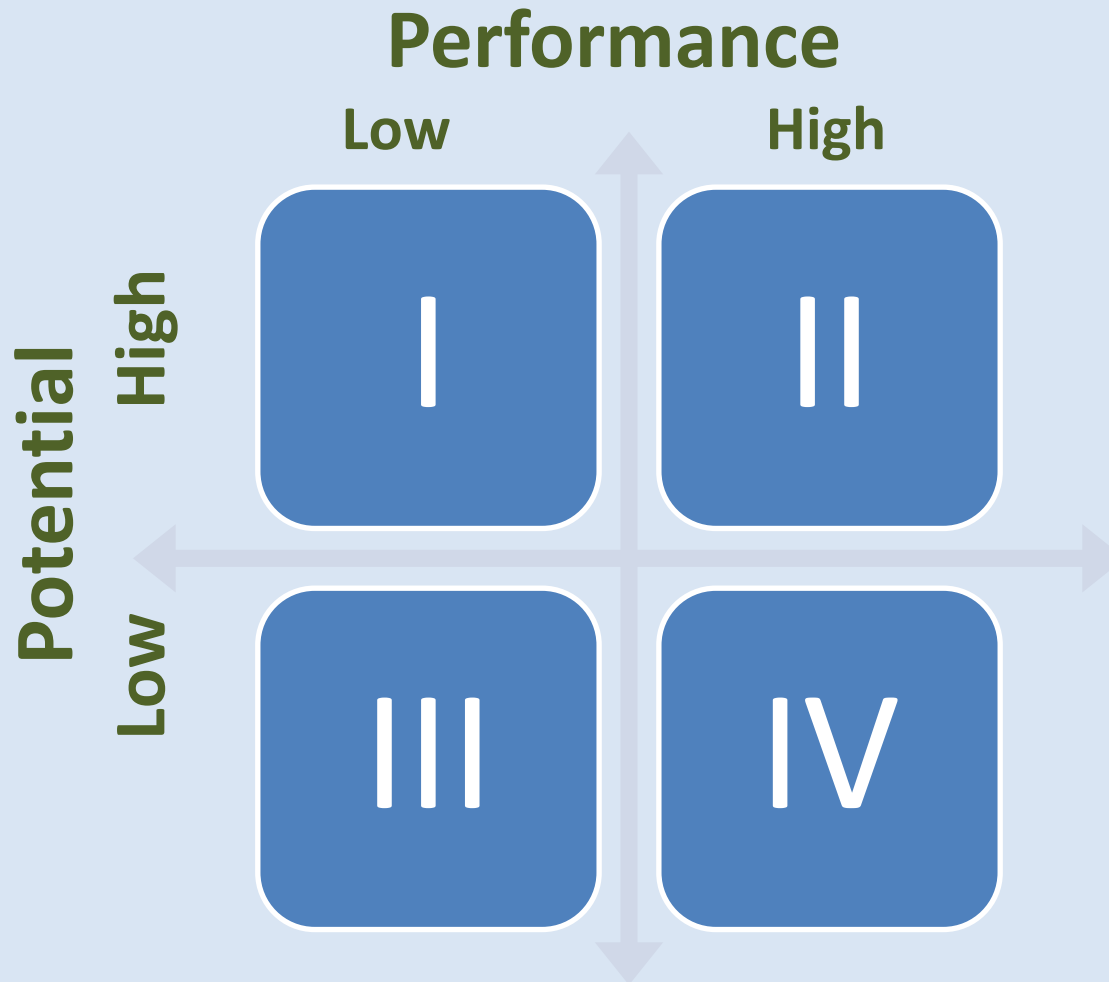 Performance
Low High
Potential
High
I II
Low
III IV